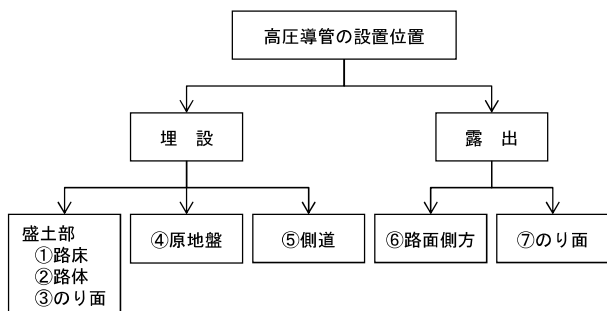 高圧導管の設置位置
埋　設
露　出
盛土部
①路床
②路体
③のり面
④原地盤
⑤側道
⑥路面側方
⑦のり面